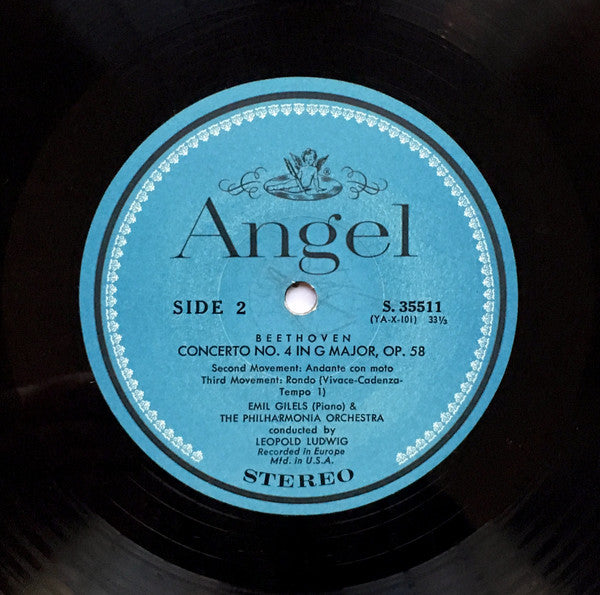 Angel
SIDE 2
S. 35511
(YA-X-101) 33⅓
BEETHOVEN
CONCERTO NO. 4 IN G MAJOR, OP. 58
Second Movement: Andante con moto
Third Movement: Rondo (Vivace-Cadenza-
Tempo 1)
EMIL GILELS (Piano) &
THE PHILHARMONIA ORCHESTRA
conducted by
LEOPOLD LUDWIG
Recorded in Europe
Mfd. in U.S.A.
STEREO